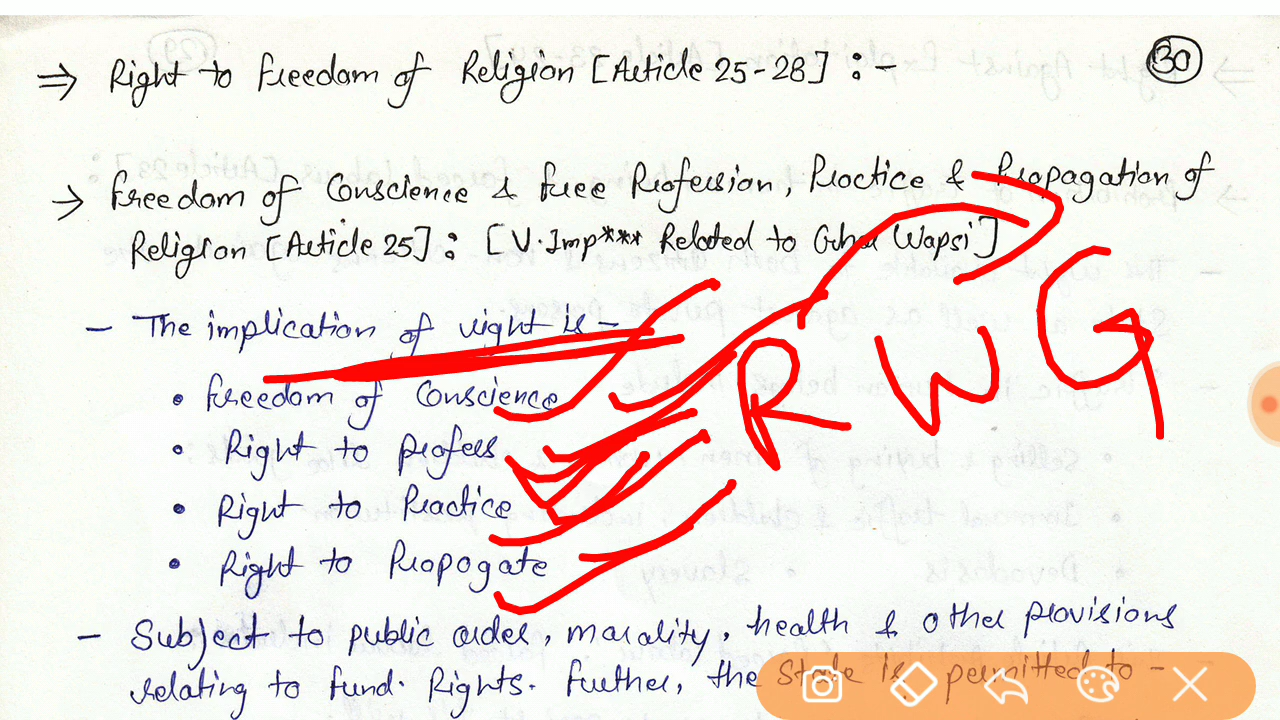 ⇒ Right to freedom of Religion [Article 25-28] :- 30
→ freedom of Conscience & free Profession, Practice & Propagation of
Religion [Article 25]: [V.Imp*** Related to Ghar Wapsi]
- The implication of right is -
• freedom of Conscience
• Right to profess
• Right to Practice
• Right to Propogate
RWG
- Subject to public order, morality, health & other provisions
relating to fund. Rights. Further, the State is permitted to -